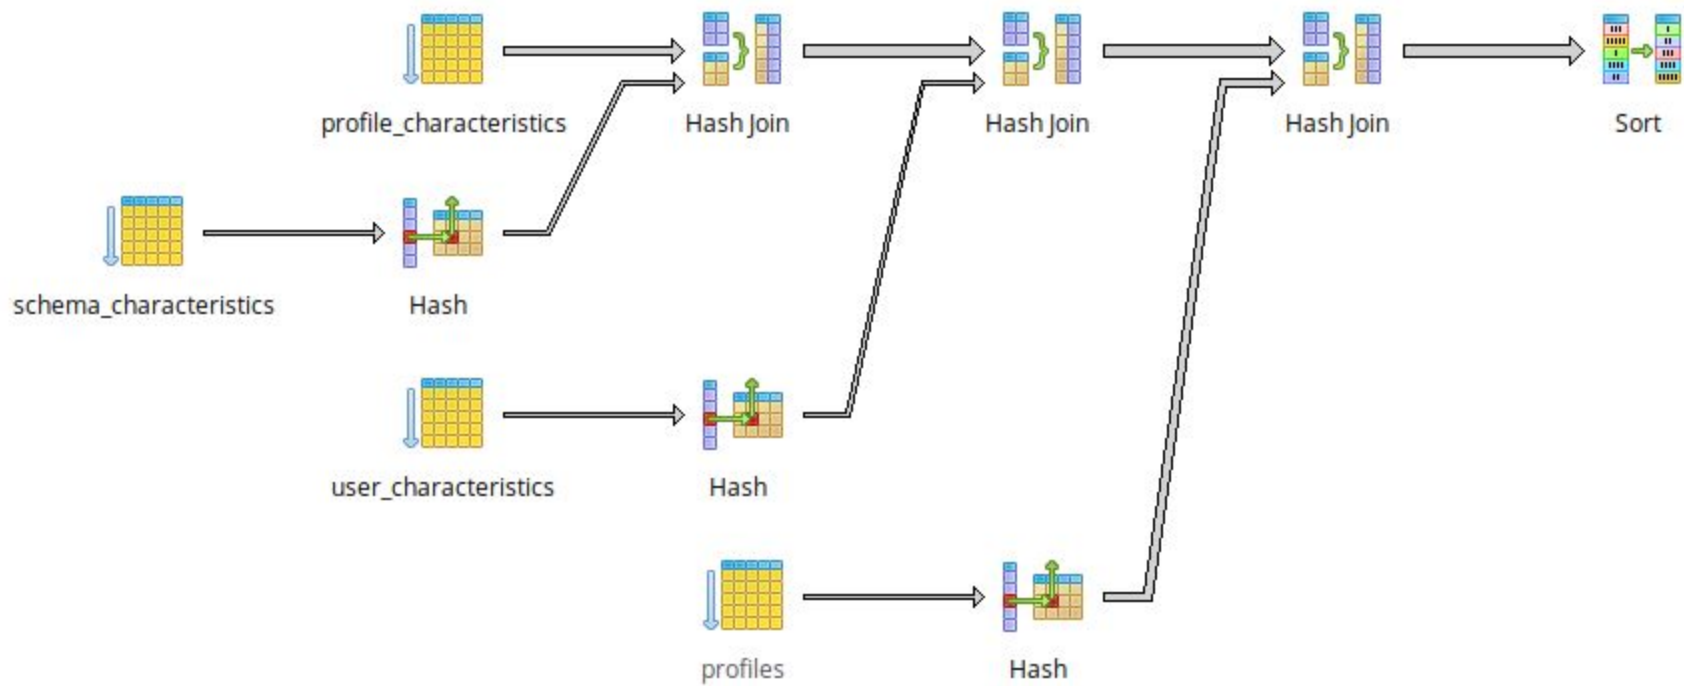 profile_characteristics
Hash Join
Hash Join
Hash Join
Sort
schema_characteristics
Hash
user_characteristics
Hash
profiles
Hash